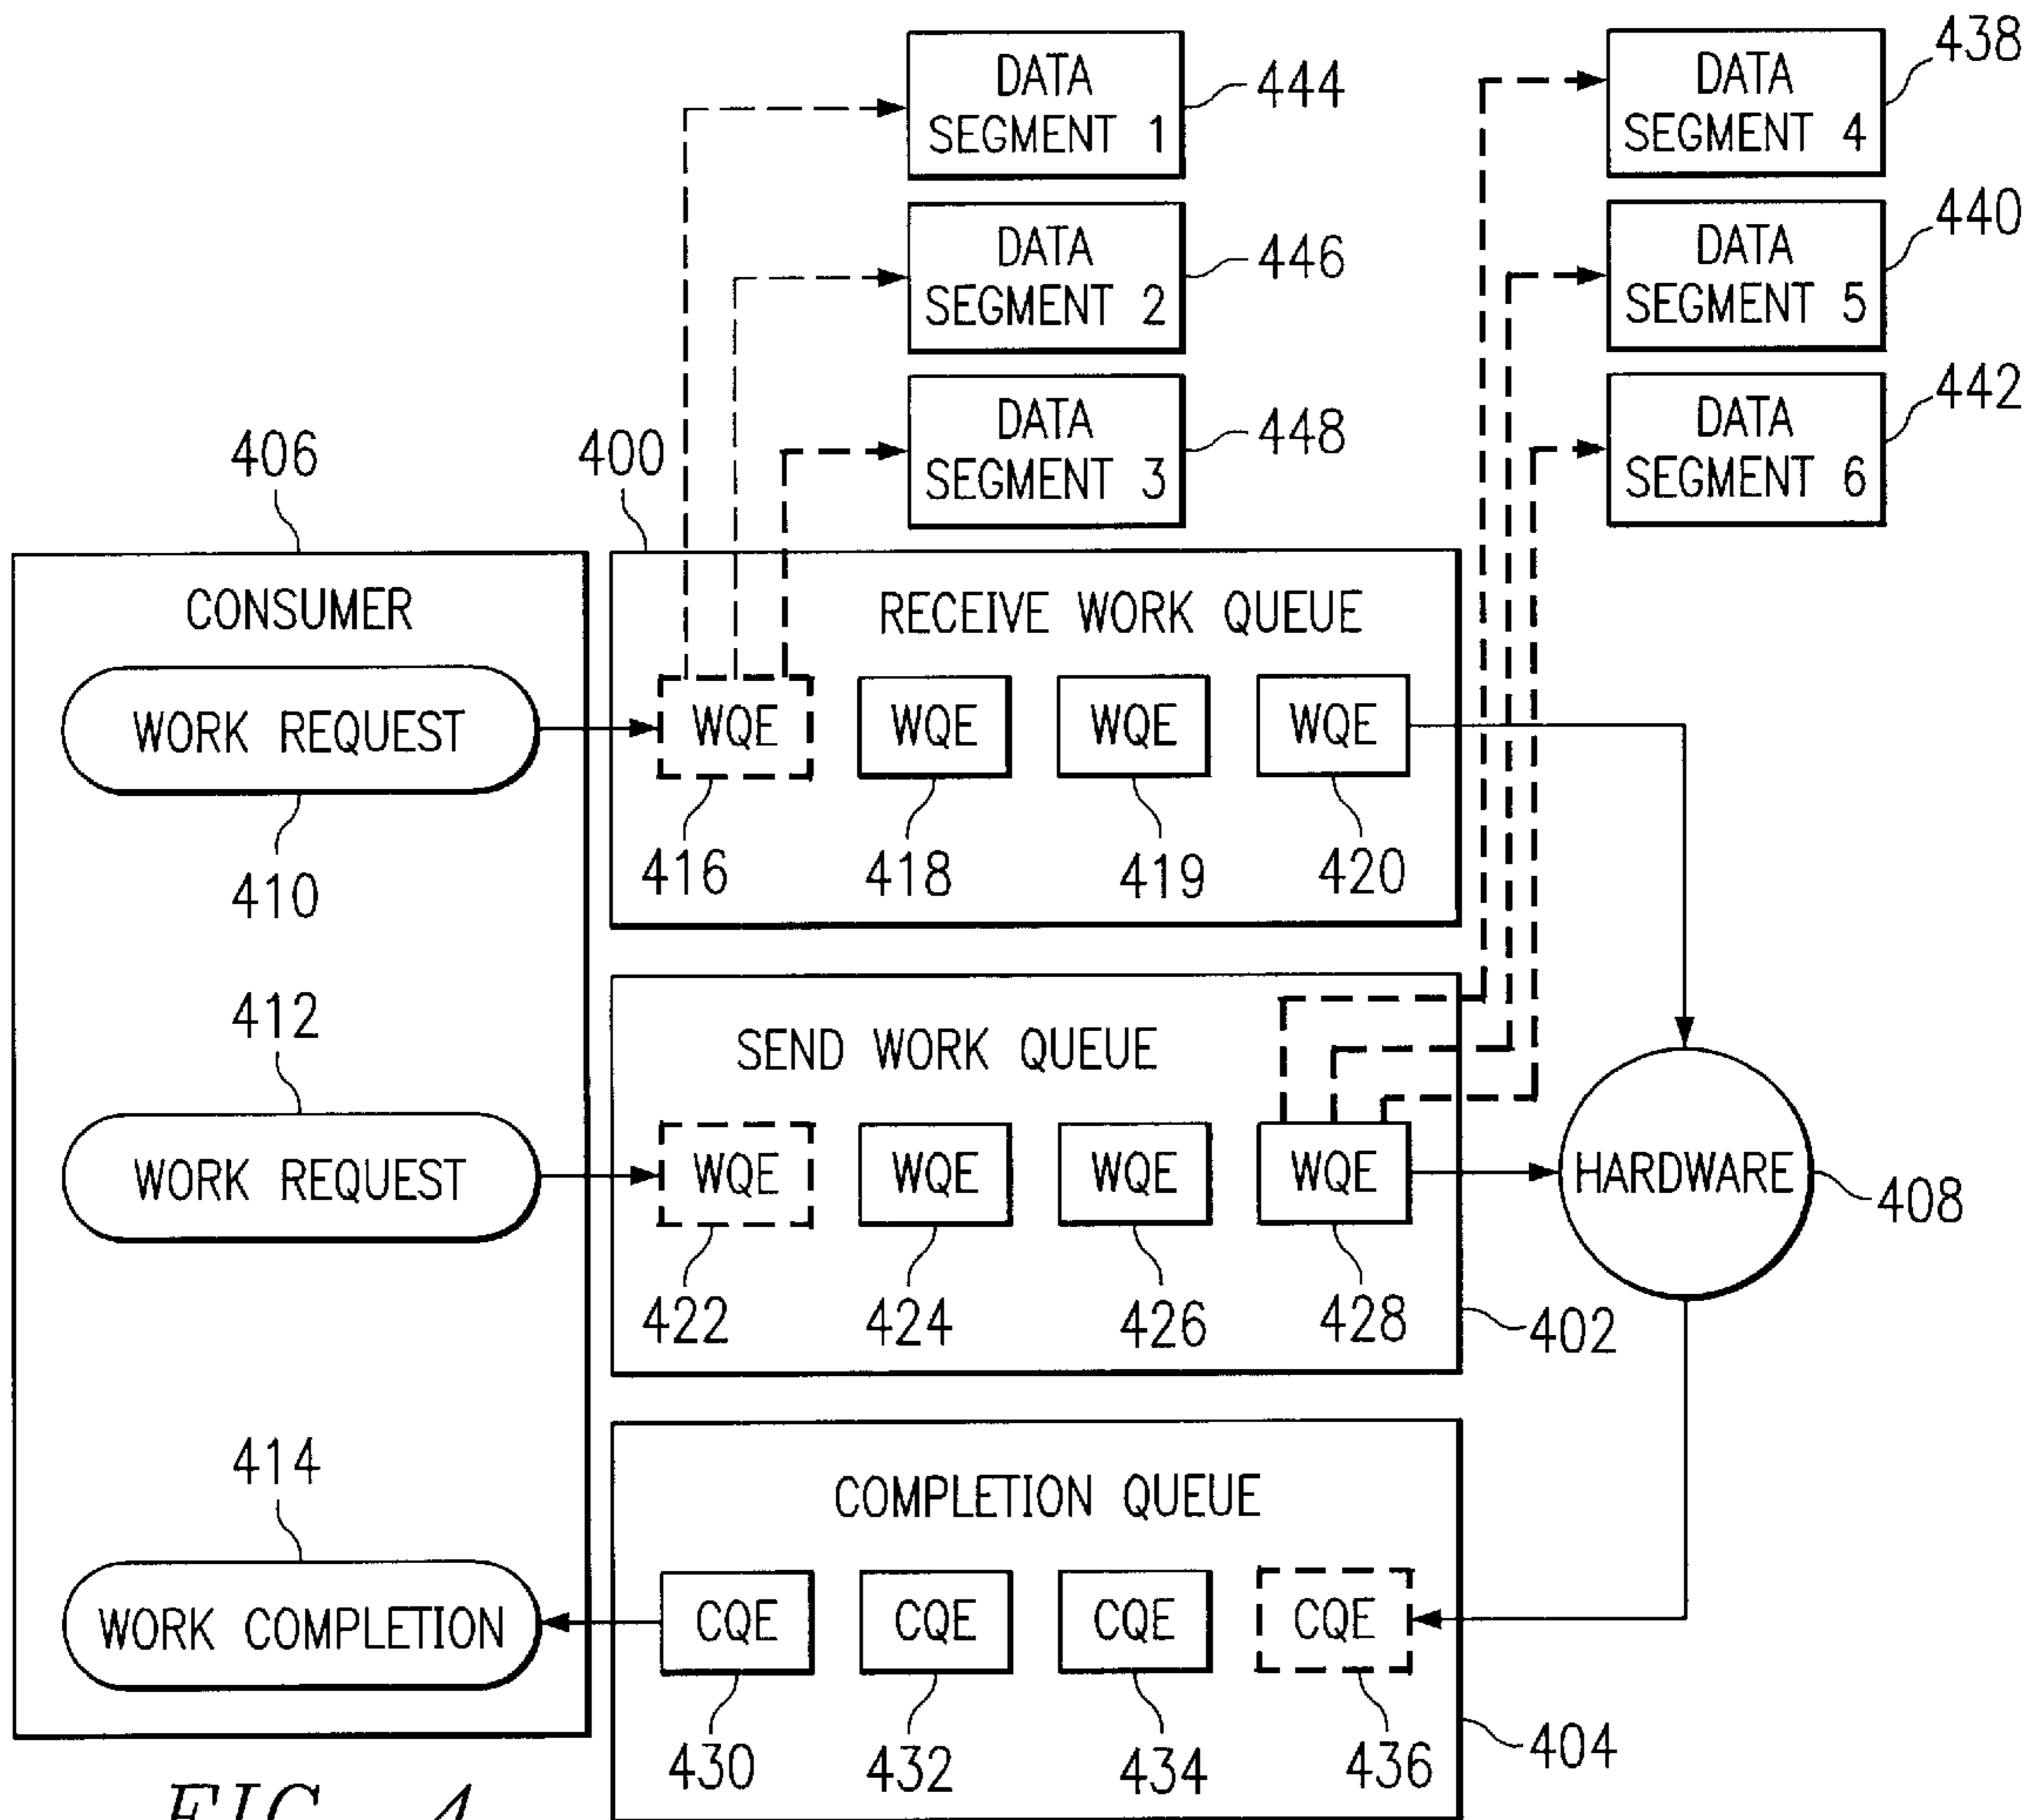 DATA
SEGMENT 1
444
DATA
SEGMENT 4
438
DATA
SEGMENT 2
446
DATA
SEGMENT 5
440
DATA
SEGMENT 3
448
DATA
SEGMENT 6
442
406
400
CONSUMER
RECEIVE WORK QUEUE
WORK REQUEST
WQE
WQE
WQE
WQE
410
416
418
419
420
412
SEND WORK QUEUE
WORK REQUEST
WQE
WQE
WQE
WQE
HARDWARE
408
422
424
426
428
402
414
COMPLETION QUEUE
WORK COMPLETION
CQE
CQE
CQE
CQE
430
432
434
436
404
FIG. 4